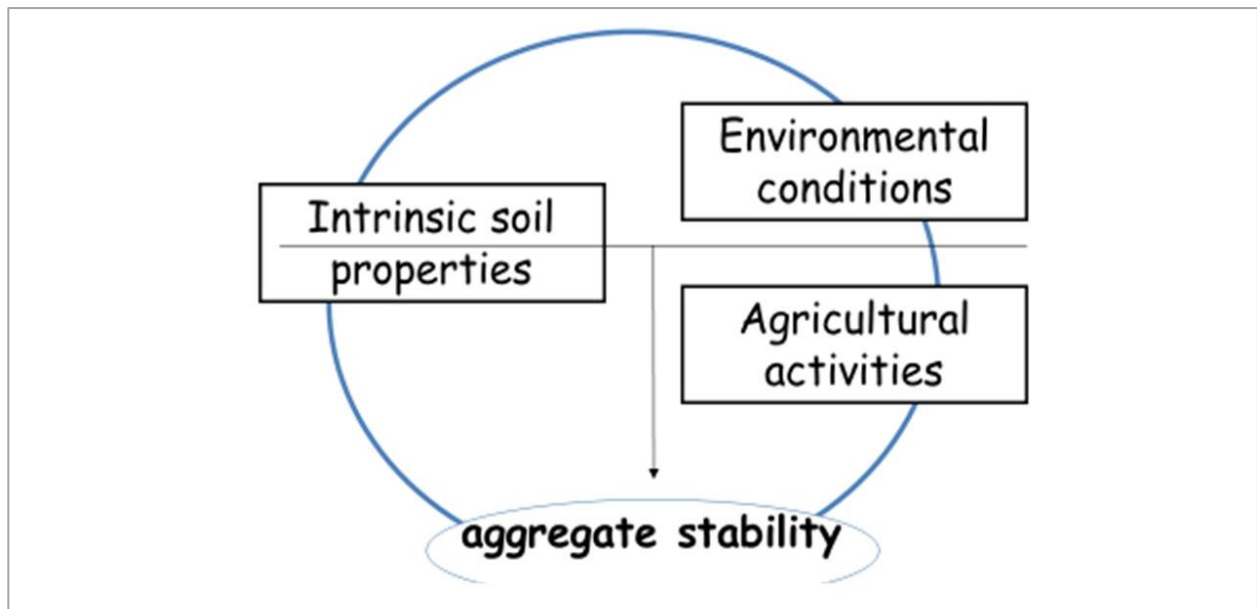 Environmental
conditions
Intrinsic soil
properties
Agricultural
activities
aggregate stability